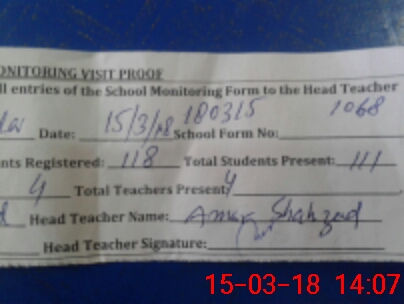 ONITORING VISIT PROOF
ll entries of the School Monitoring Form to the Head Teacher
Date: 15/3/18 School Form No: 180315 1068
nts Registered: 118 Total Students Present: 111
4 Total Teachers Present 4
Head Teacher Name: Shahzad
Head Teacher Signature:
15-03-18 14:07